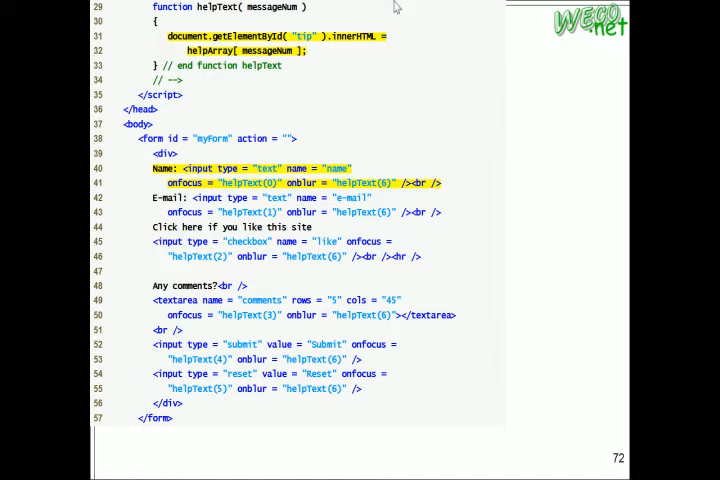 WECO
.net
29 function helpText( messageNum )
30 {
31 document.getElementById( "tip" ).innerHTML =
32 helpArray[ messageNum ];
33 } // end function helpText
34 // -->
35 </script>
36 </head>
37 <body>
38 <form id = "myForm" action = "">
39 <div>
40 Name: <input type = "text" name = "name"
41 onfocus = "helpText(0)" onblur = "helpText(6)" /><br />
42 E-mail: <input type = "text" name = "e-mail"
43 onfocus = "helpText(1)" onblur = "helpText(6)" /><br />
44 Click here if you like this site
45 <input type = "checkbox" name = "like" onfocus =
46 "helpText(2)" onblur = "helpText(6)" /><br /><hr />
47
48 Any comments?<br />
49 <textarea name = "comments" rows = "5" cols = "45"
50 onfocus = "helpText(3)" onblur = "helpText(6)"></textarea>
51 <br />
52 <input type = "submit" value = "Submit" onfocus =
53 "helpText(4)" onblur = "helpText(6)" />
54 <input type = "reset" value = "Reset" onfocus =
55 "helpText(5)" onblur = "helpText(6)" />
56 </div>
57 </form>
72